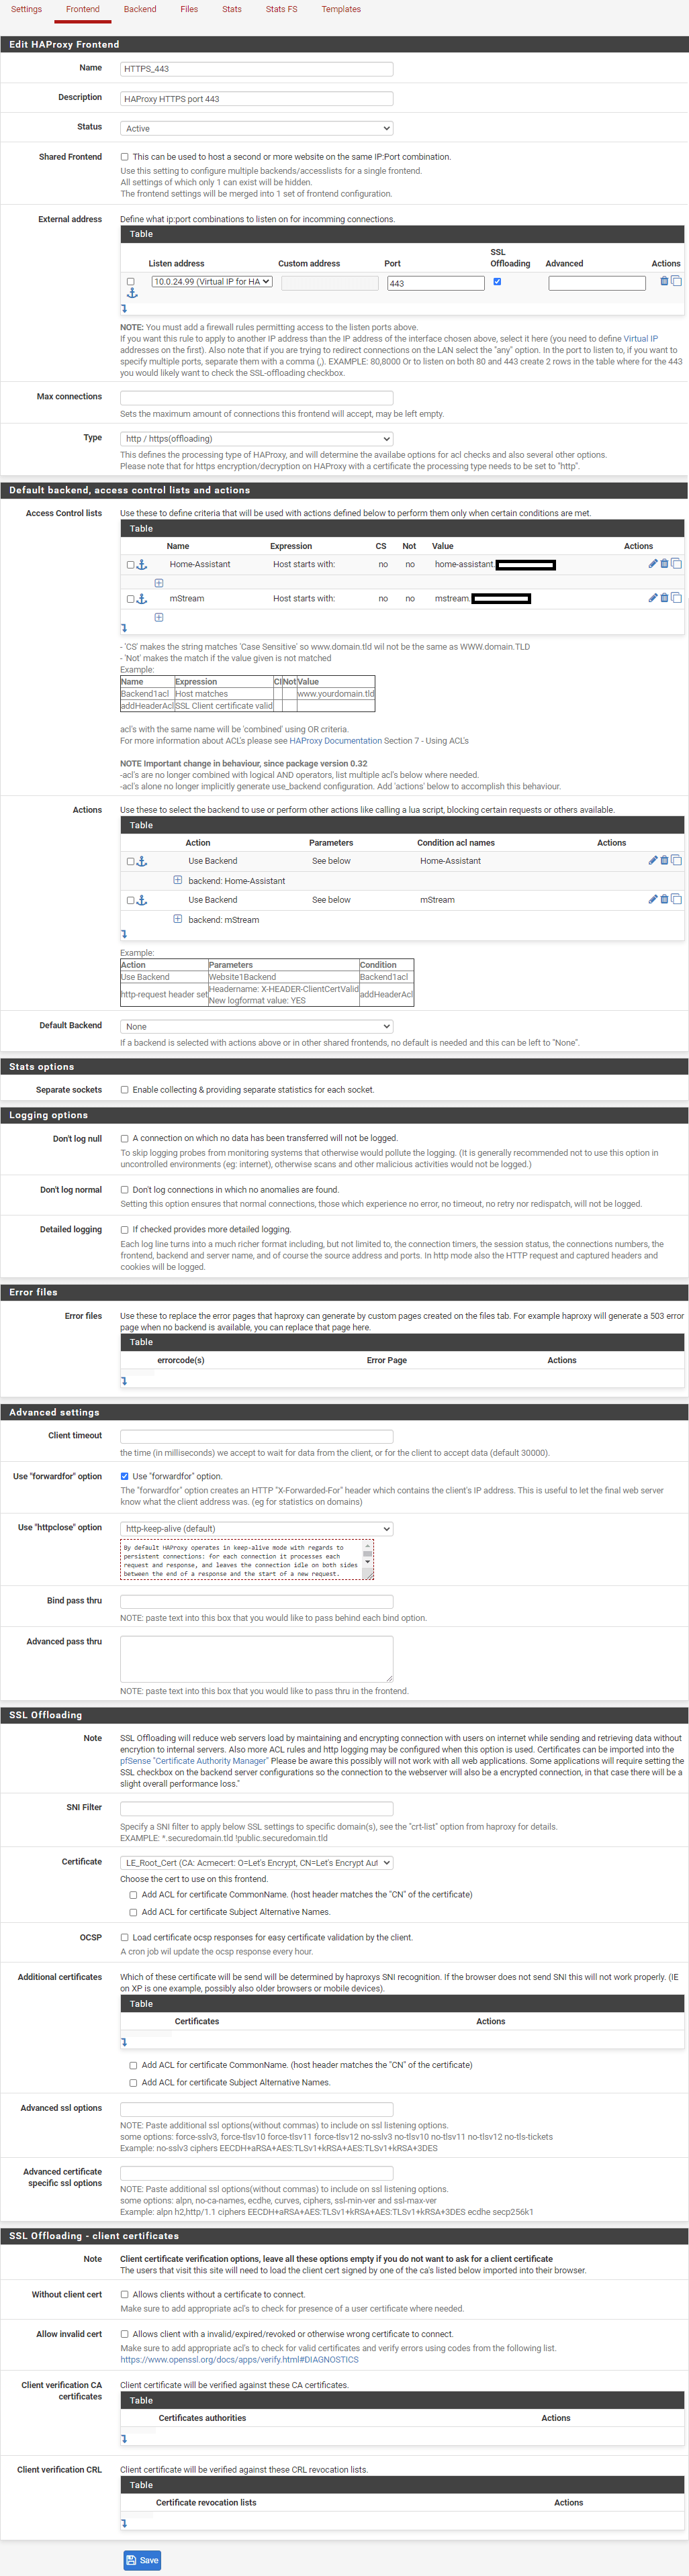 Settings Frontend Backend Files Stats Stats FS Templates
Edit HAProxy Frontend
Name HTTPS_443
Description HAProxy HTTPS port 443
Status Active
Shared Frontend This can be used to host a second or more website on the same IP:Port combination.
Use this setting to configure multiple backends/accesslists for a single frontend.
All settings of which only 1 can exist will be hidden.
The frontend settings will be merged into 1 set of frontend configuration.
External address Define what ip:port combinations to listen on for incomming connections.
Table
Listen address Custom address Port SSL Offloading Advanced Actions
10.0.24.99 (Virtual IP for HA 443
NOTE: You must add a firewall rules permitting access to the listen ports above.
If you want this rule to apply to another IP address than the IP address of the interface chosen above, select it here (you need to define Virtual IP
addresses on the first). Also note that if you are trying to redirect connections on the LAN select the "any" option. In the port to listen to, if you want to
specify multiple ports, separate them with a comma (,). EXAMPLE: 80,8000 Or to listen on both 80 and 443 create 2 rows in the table where for the 443
you would likely want to check the SSL-offloading checkbox.
Max connections
Sets the maximum amount of connections this frontend will accept, may be left empty.
Type http / https(offloading)
This defines the processing type of HAProxy, and will determine the availabe options for acl checks and also several other options.
Please note that for https encryption/decryption on HAProxy with a certificate the processing type needs to be set to "http".
Default backend, access control lists and actions
Access Control lists Use these to define criteria that will be used with actions defined below to perform them only when certain conditions are met.
Table
Name Expression CS Not Value Actions
Home-Assistant Host starts with: no no home-assistant.
mStream Host starts with: no no mstream.
- 'CS' makes the string matches 'Case Sensitive' so www.domain.tld wil not be the same as WWW.domain.TLD
- 'Not' makes the match if the value given is not matched
Example:
Name Expression CI Not Value
Backend1acl Host matches www.yourdomain.tld
addHeaderAcl SSL Client certificate valid
acl's with the same name will be 'combined' using OR criteria.
For more information about ACL's please see HAProxy Documentation Section 7 - Using ACL's
NOTE Important change in behaviour, since package version 0.32
-acl's are no longer combined with logical AND operators, list multiple acl's below where needed.
-acl's alone no longer implicitly generate use_backend configuration. Add 'actions' below to accomplish this behaviour.
Actions Use these to select the backend to use or perform other actions like calling a lua script, blocking certain requests or others available.
Table
Action Parameters Condition acl names Actions
Use Backend See below Home-Assistant
backend: Home-Assistant
Use Backend See below mStream
backend: mStream
Example:
Action Parameters Condition
Use Backend Website1Backend Backend1acl
http-request header set Headername: X-HEADER-ClientCertValid
New logformat value: YES addHeaderAcl
Default Backend None
If a backend is selected with actions above or in other shared frontends, no default is needed and this can be left to "None".
Stats options
Separate sockets Enable collecting & providing separate statistics for each socket.
Logging options
Don't log null A connection on which no data has been transferred will not be logged.
To skip logging probes from monitoring systems that otherwise would pollute the logging. (It is generally recommended not to use this option in
uncontrolled environments (eg: internet), otherwise scans and other malicious activities would not be logged.)
Don't log normal Don't log connections in which no anomalies are found.
Setting this option ensures that normal connections, those which experience no error, no timeout, no retry nor redispatch, will not be logged.
Detailed logging If checked provides more detailed logging.
Each log line turns into a much richer format including, but not limited to, the connection timers, the session status, the connections numbers, the
frontend, backend and server name, and of course the source address and ports. In http mode also the HTTP request and captured headers and
cookies will be logged.
Error files
Error files Use these to replace the error pages that haproxy can generate by custom pages created on the files tab. For example haproxy will generate a 503 error
page when no backend is available, you can replace that page here.
Table
errorcode(s) Error Page Actions
Advanced settings
Client timeout
the time (in milliseconds) we accept to wait for data from the client, or for the client to accept data (default 30000).
Use "forwardfor" option Use "forwardfor" option.
The "forwardfor" option creates an HTTP "X-Forwarded-For" header which contains the client's IP address. This is useful to let the final web server
know what the client address was. (eg for statistics on domains)
Use "httpclose" option http-keep-alive (default)
By default HAProxy operates in keep-alive mode with regards to
persistent connections: for each connection it processes each
request and response, and leaves the connection idle on both sides
between the end of a response and the start of a new request.
Bind pass thru
NOTE: paste text into this box that you would like to pass behind each bind option.
Advanced pass thru
NOTE: paste text into this box that you would like to pass thru in the frontend.
SSL Offloading
Note SSL Offloading will reduce web servers load by maintaining and encrypting connection with users on internet while sending and retrieving data without
encrytion to internal servers. Also more ACL rules and http logging may be configured when this option is used. Certificates can be imported into the
pfSense "Certificate Authority Manager" Please be aware this possibly will not work with all web applications. Some applications will require setting the
SSL checkbox on the backend server configurations so the connection to the webserver will also be a encrypted connection, in that case there will be a
slight overall performance loss."
SNI Filter
Specify a SNI filter to apply below SSL settings to specific domain(s), see the "crt-list" option from haproxy for details.
EXAMPLE: *.securedomain.tld !public.securedomain.tld
Certificate LE_Root_Cert (CA: Acmecert: O=Let's Encrypt, CN=Let's Encrypt Aut
Choose the cert to use on this frontend.
Add ACL for certificate CommonName. (host header matches the "CN" of the certificate)
Add ACL for certificate Subject Alternative Names.
OCSP Load certificate ocsp responses for easy certificate validation by the client.
A cron job wil update the ocsp response every hour.
Additional certificates Which of these certificate will be send will be determined by haproxys SNI recognition. If the browser does not send SNI this will not work properly. (IE
on XP is one example, possibly also older browsers or mobile devices).
Table
Certificates Actions
Add ACL for certificate CommonName. (host header matches the "CN" of the certificate)
Add ACL for certificate Subject Alternative Names.
Advanced ssl options
NOTE: Paste additional ssl options(without commas) to include on ssl listening options.
some options: force-sslv3, force-tlsv10 force-tlsv11 force-tlsv12 no-sslv3 no-tlsv10 no-tlsv11 no-tlsv12 no-tls-tickets
Example: no-sslv3 ciphers EECDH+aRSA+AES:TLSv1+kRSA+AES:TLSv1+kRSA+3DES
Advanced certificate
specific ssl options
NOTE: Paste additional ssl options(without commas) to include on ssl listening options.
some options: alpn, no-ca-names, ecdhe, curves, ciphers, ssl-min-ver and ssl-max-ver
Example: alpn h2,http/1.1 ciphers EECDH+aRSA+AES:TLSv1+kRSA+AES:TLSv1+kRSA+3DES ecdhe secp256k1
SSL Offloading - client certificates
Note Client certificate verification options, leave all these options empty if you do not want to ask for a client certificate
The users that visit this site will need to load the client cert signed by one of the ca's listed below imported into their browser.
Without client cert Allows clients without a certificate to connect.
Make sure to add appropriate acl's to check for presence of a user certificate where needed.
Allow invalid cert Allows client with a invalid/expired/revoked or otherwise wrong certificate to connect.
Make sure to add appropriate acl's to check for valid certificates and verify errors using codes from the following list.
https://www.openssl.org/docs/apps/verify.html#DIAGNOSTICS
Client verification CA
certificates
Client certificate will be verified against these CA certificates.
Table
Certificates authorities Actions
Client verification CRL Client certificate will be verified against these CRL revocation lists.
Table
Certificate revocation lists Actions
Save